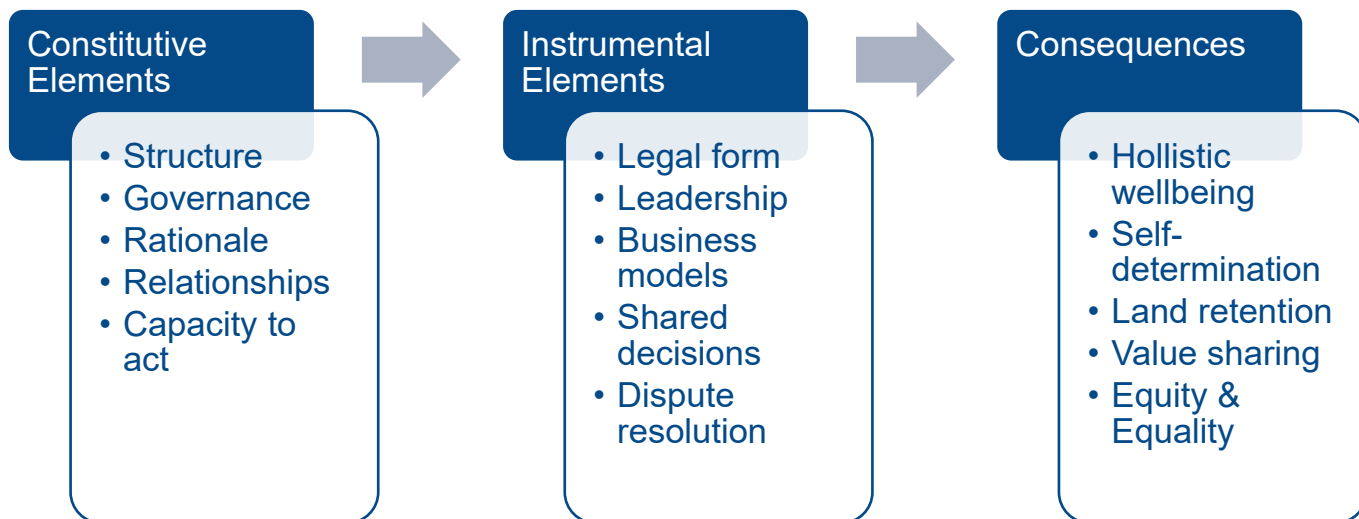 Constitutive
Elements
• Structure
• Governance
• Rationale
• Relationships
• Capacity to
act
Instrumental
Elements
• Legal form
• Leadership
• Business
models
• Shared
decisions
• Dispute
resolution
Consequences
• Hollistic
wellbeing
• Self-
determination
• Land retention
• Value sharing
• Equity &
Equality